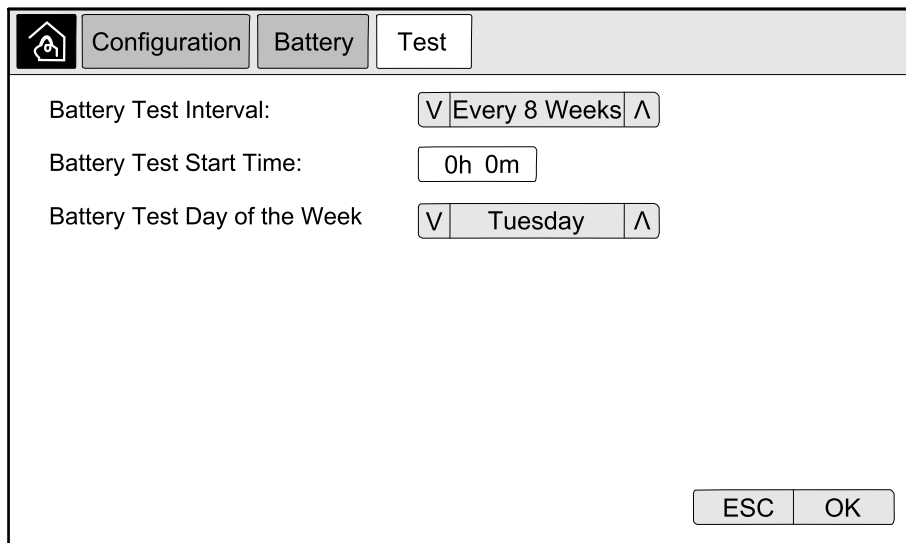 Configuration Battery Test
Battery Test Interval: V Every 8 Weeks Λ
Battery Test Start Time: 0h 0m
Battery Test Day of the Week V Tuesday Λ
ESC OK